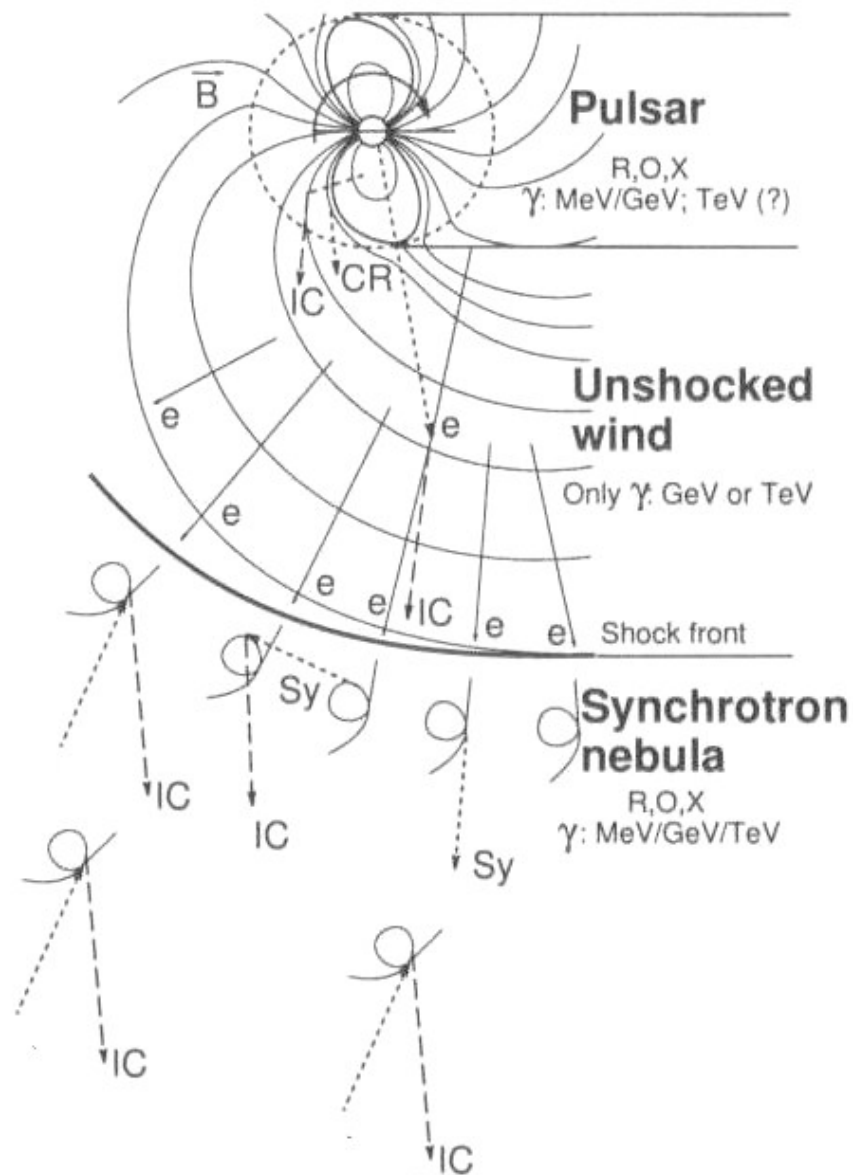 B
Pulsar
R,O,X
γ: MeV/GeV; TeV (?)
CR
IC
Unshocked
wind
Only γ: GeV or TeV
e
e
e
e
e
IC
e
e
Shock front
Sy
Synchrotron
nebula
R,O,X
γ: MeV/GeV/TeV
IC
IC
Sy
IC
IC